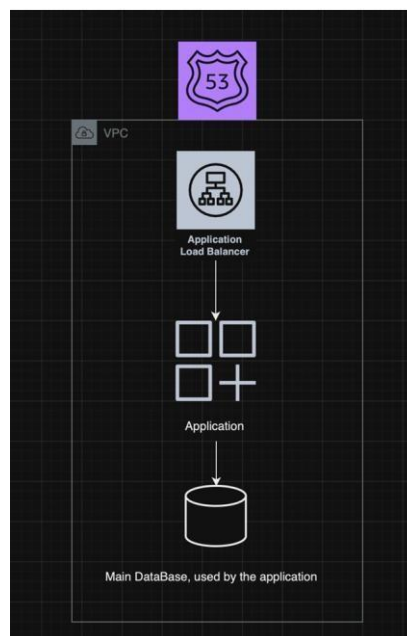 53
VPC
Application
Load Balancer
Application
Main DataBase, used by the application